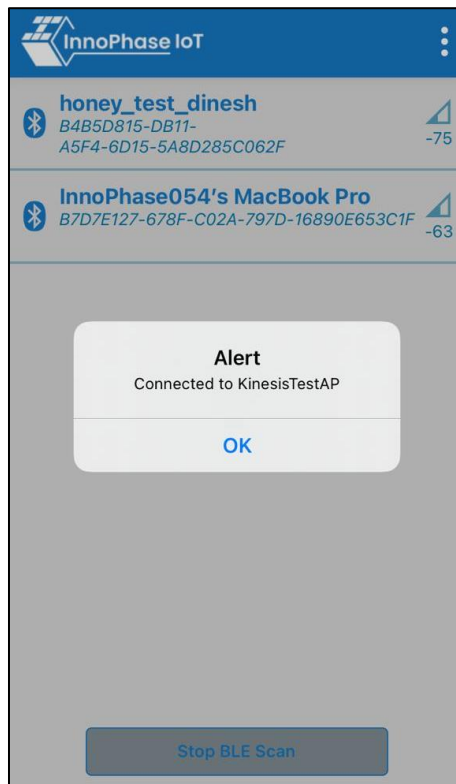 InnoPhase IoT
honey_test_dinesh
B4B5D815-DB11-
A5F4-6D15-5A8D285C062F
-75
InnoPhase054’s MacBook Pro
B7D7E127-678F-C02A-797D-16890E653C1F
-63
Alert
Connected to KinesisTestAP
OK
Stop BLE Scan